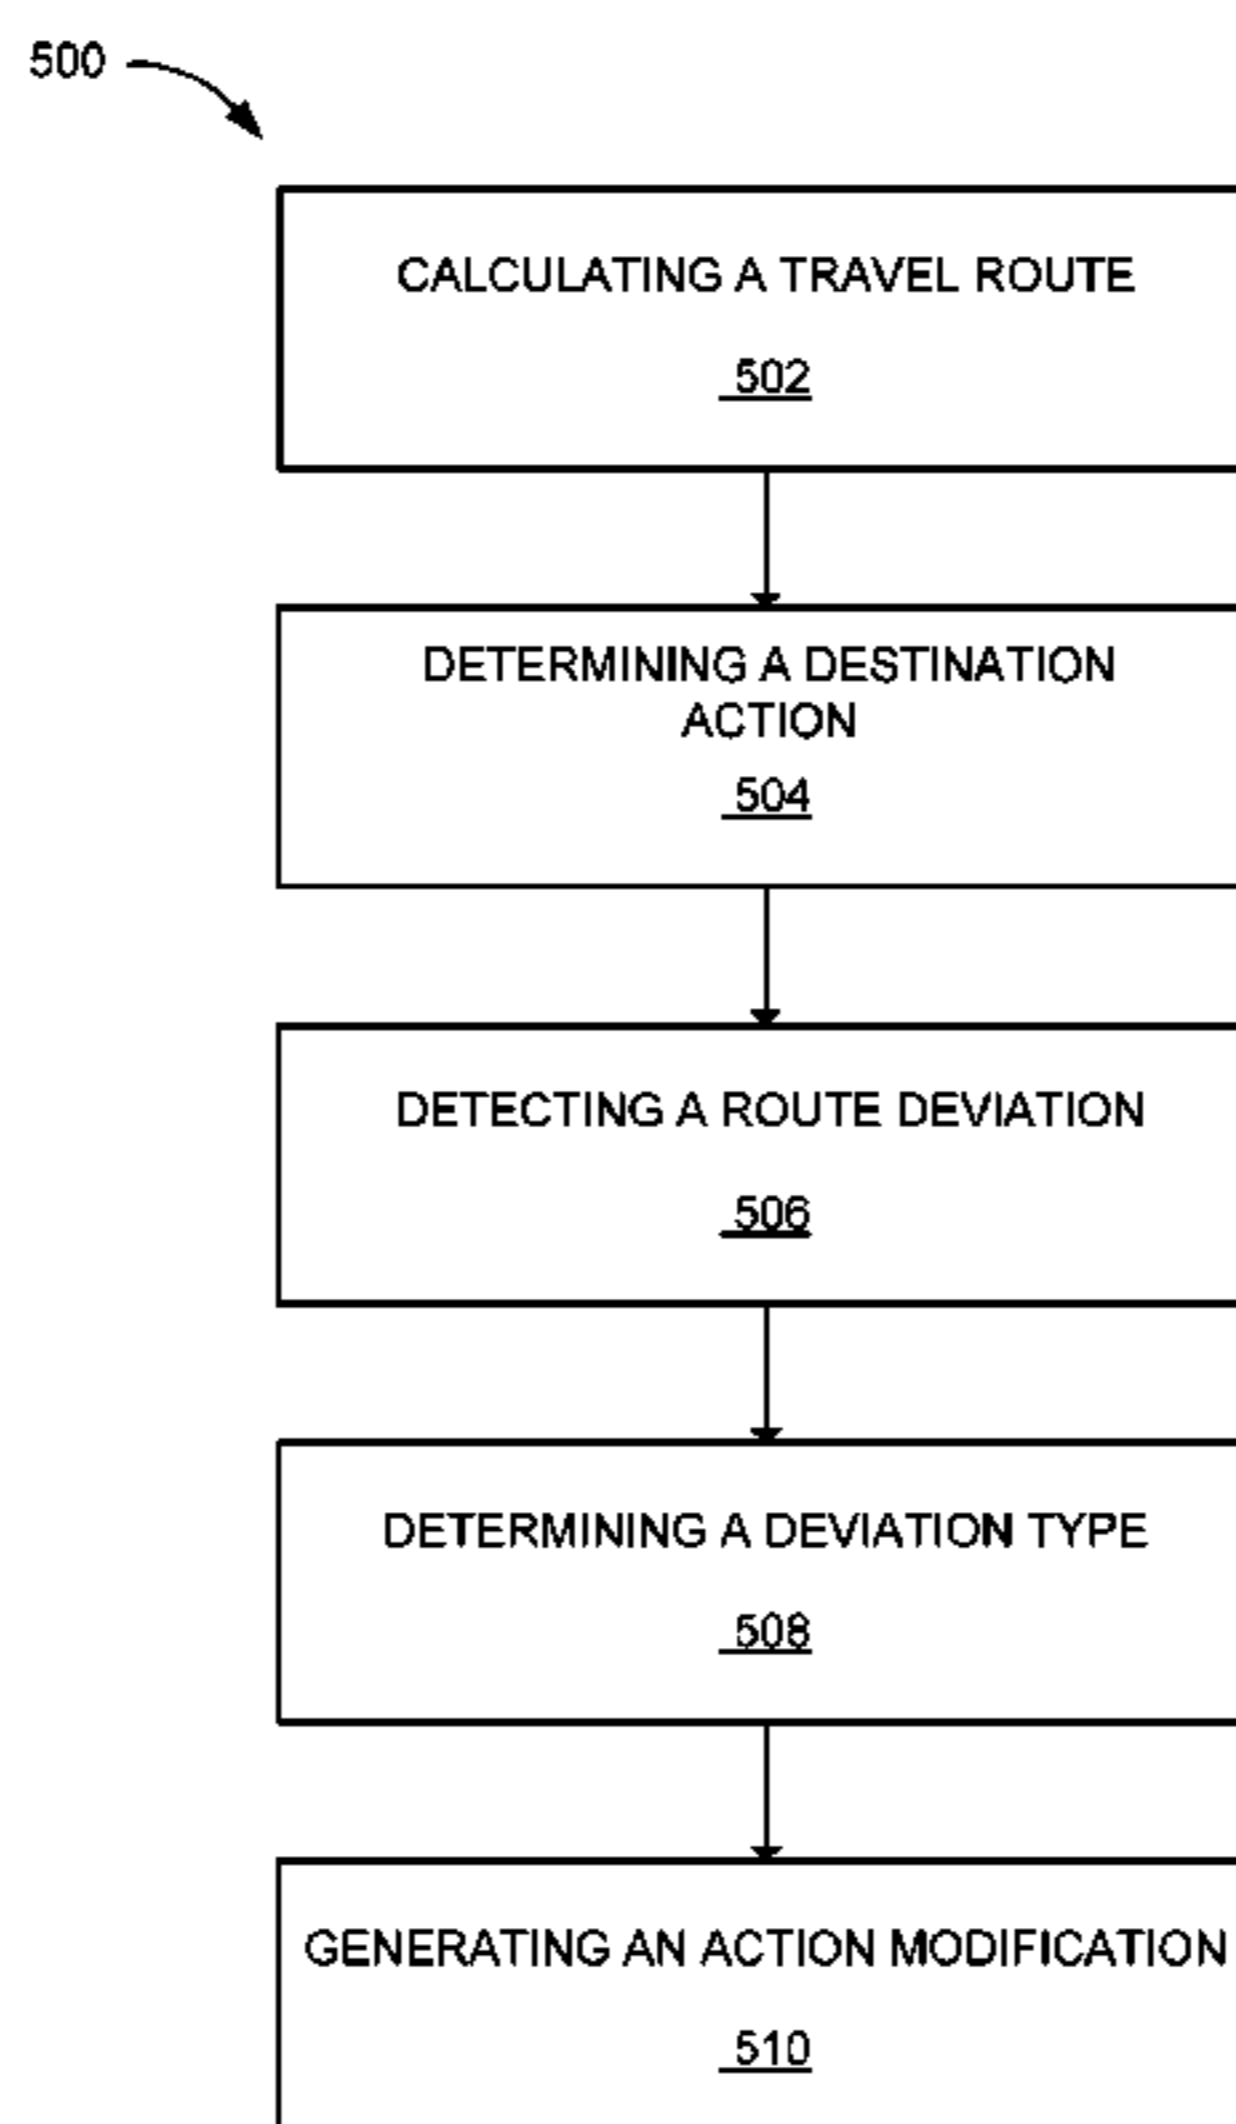 500
CALCULATING A TRAVEL ROUTE
502
DETERMINING A DESTINATION
ACTION
504
DETECTING A ROUTE DEVIATION
506
DETERMINING A DEVIATION TYPE
508
GENERATING AN ACTION MODIFICATION
510